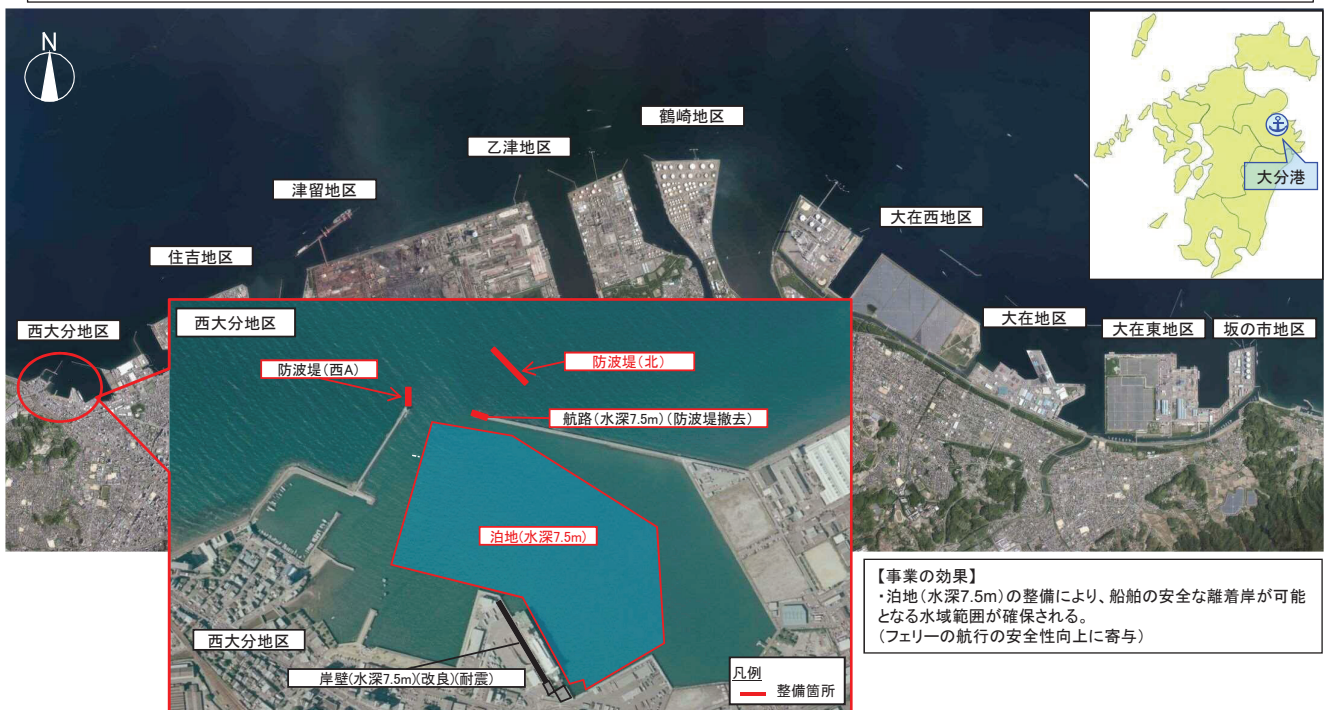 N
鶴崎地区
乙津地区
大分港
津留地区
大在西地区
住吉地区
西大分地区
西大分地区
大在地区
大在東地区
坂の市地区
防波堤(北)
防波堤(西A)
航路(水深7.5m)(防波堤撤去)
泊地(水深7.5m)
西大分地区
岸壁(水深7.5m)(改良)(耐震)
凡例
整備箇所
【事業の効果】
・泊地(水深7.5m)の整備により、船舶の安全な離着岸が可能
となる水域範囲が確保される。
(フェリーの航行の安全性向上に寄与)